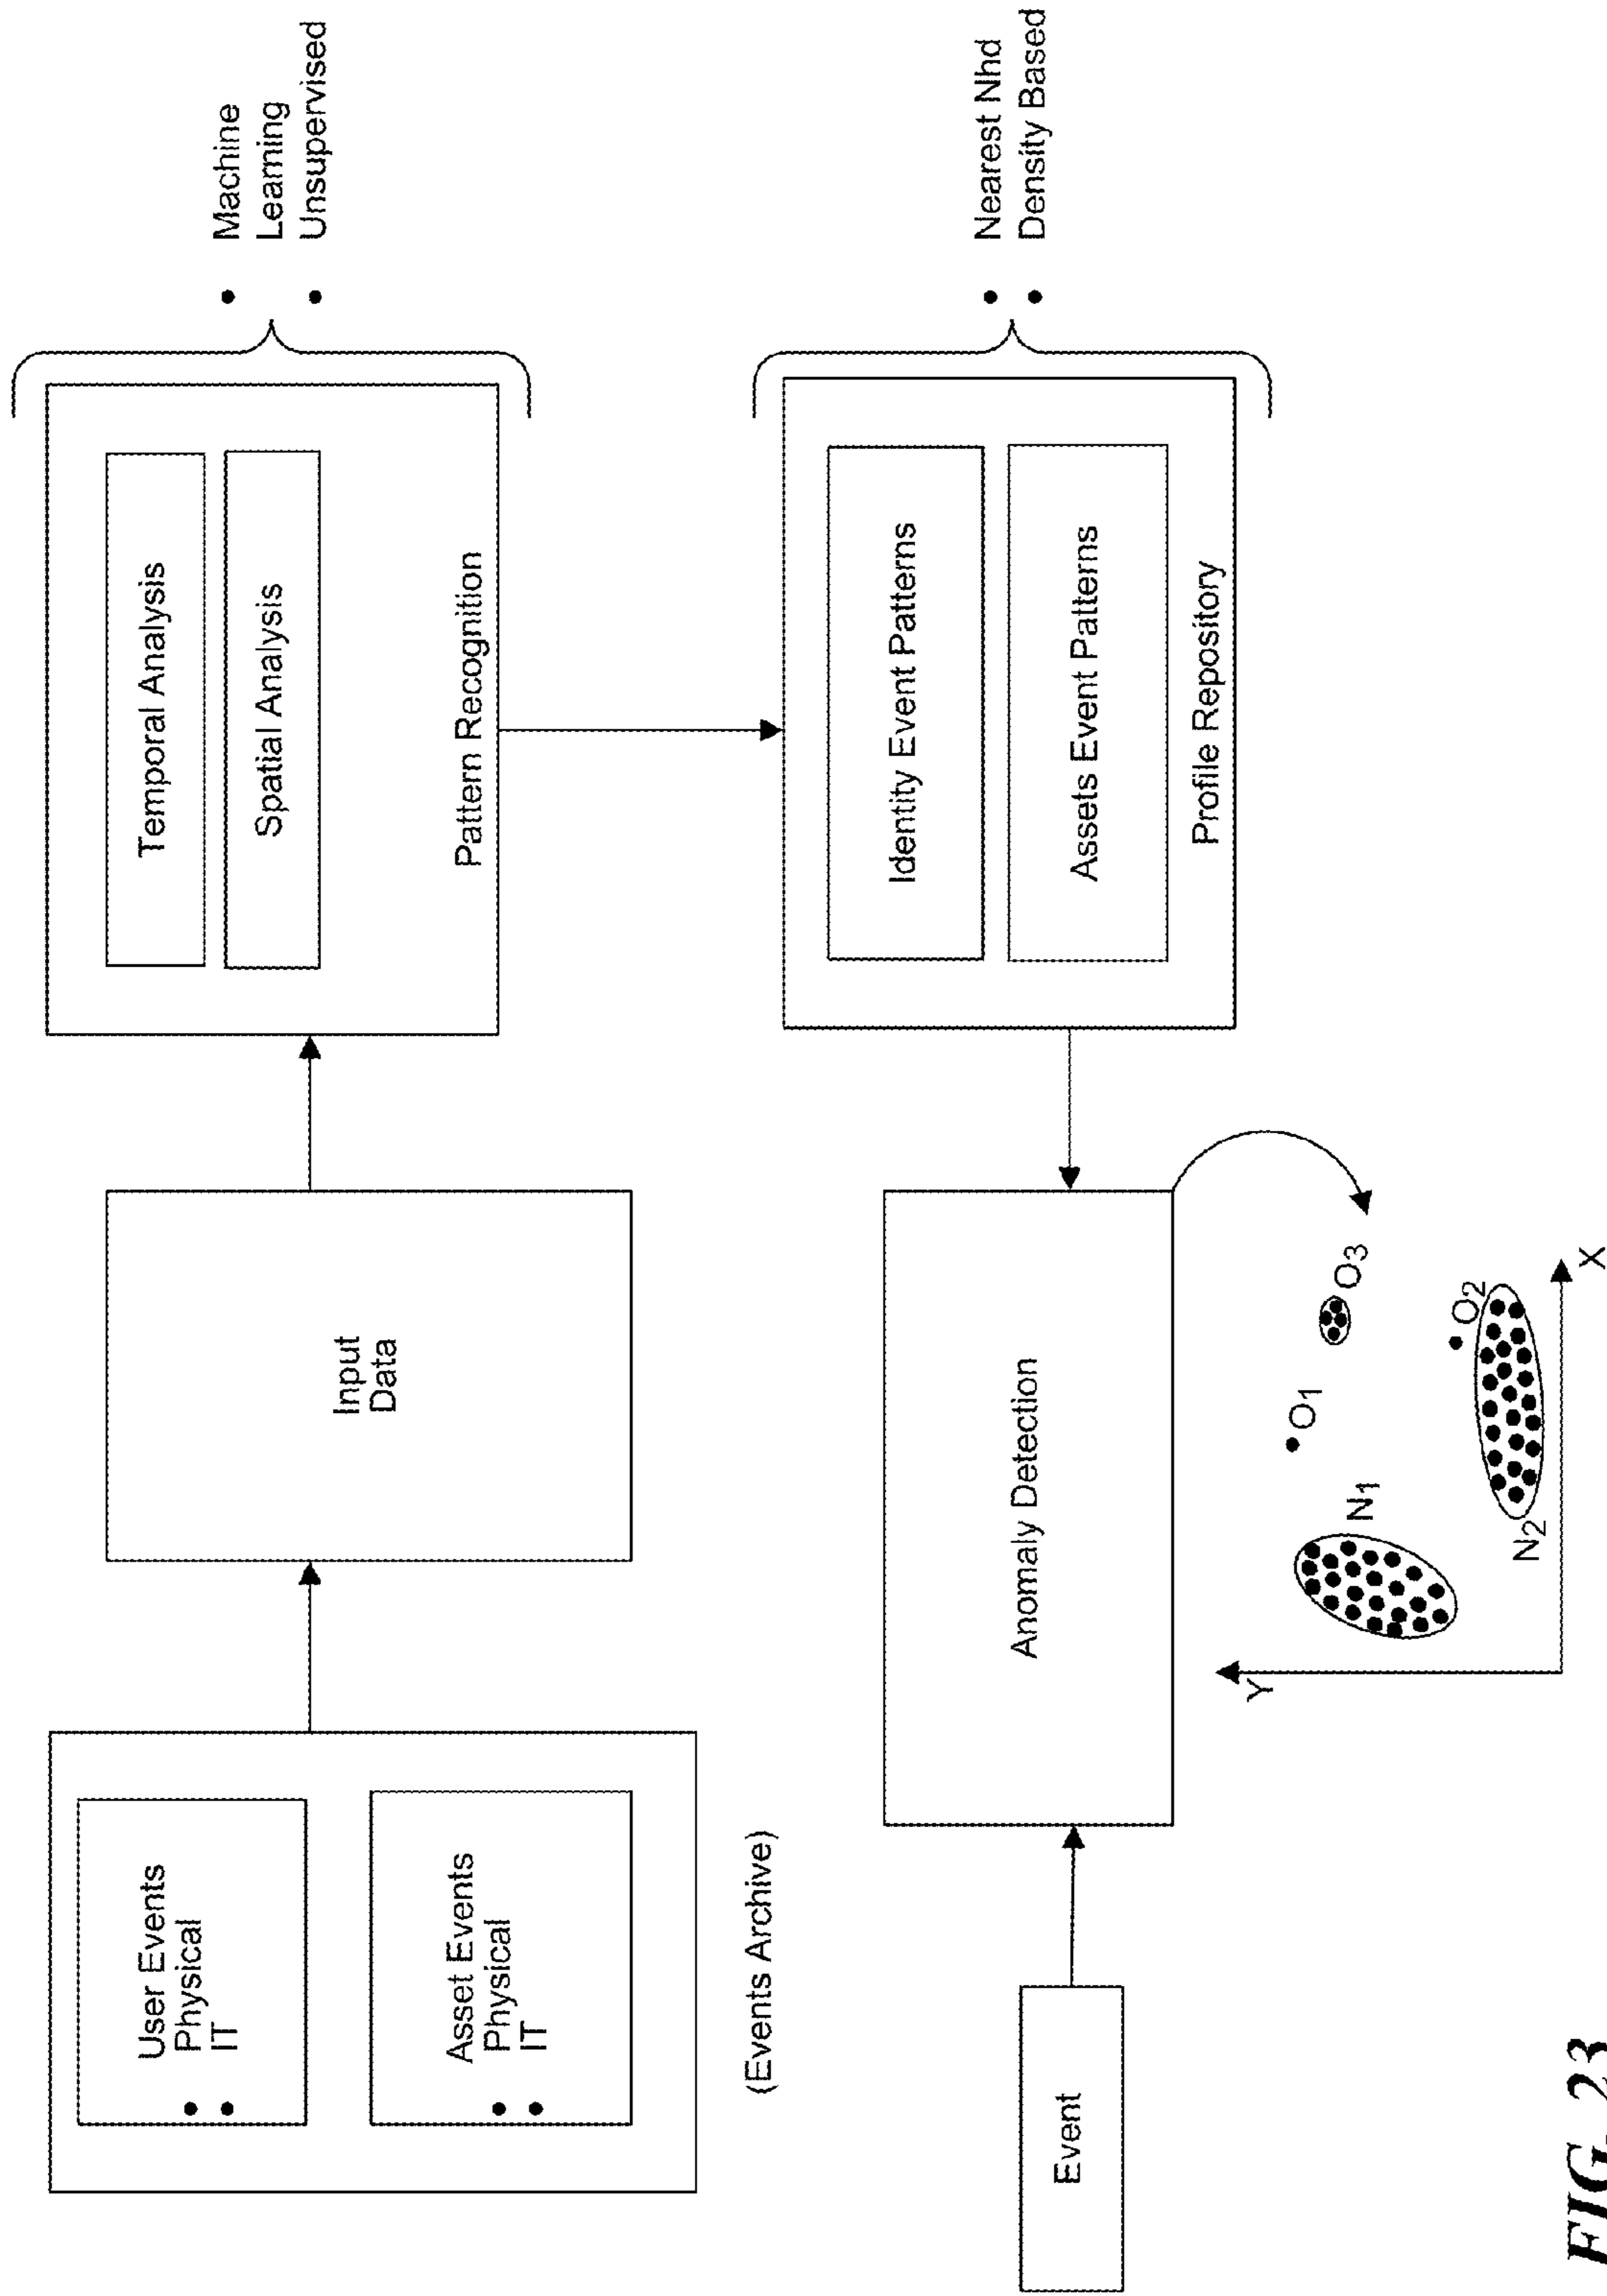 User Events
• Physical
• IT
Asset Events
• Physical
• IT
(Events Archive)
Input
Data
Temporal Analysis
Spatial Analysis
Pattern Recognition
• Machine
Learning
• Unsupervised
Event
Anomaly Detection
Identity Event Patterns
Assets Event Patterns
Profile Repository
• Nearest Nhd
• Density Based
Y
N1
O1
O3
N2
O2
X
FIG. 23